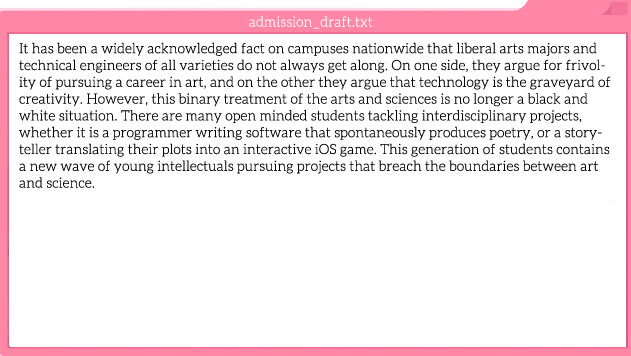 admission_draft.txt
It has been a widely acknowledged fact on campuses nationwide that liberal arts majors and
technical engineers of all varieties do not always get along. On one side, they argue for frivol-
ity of pursuing a career in art, and on the other they argue that technology is the graveyard of
creativity. However, this binary treatment of the arts and sciences is no longer a black and
white situation. There are many open minded students tackling interdisciplinary projects,
whether it is a programmer writing software that spontaneously produces poetry, or a story-
teller translating their plots into an interactive iOS game. This generation of students contains
a new wave of young intellectuals pursuing projects that breach the boundaries between art
and science.